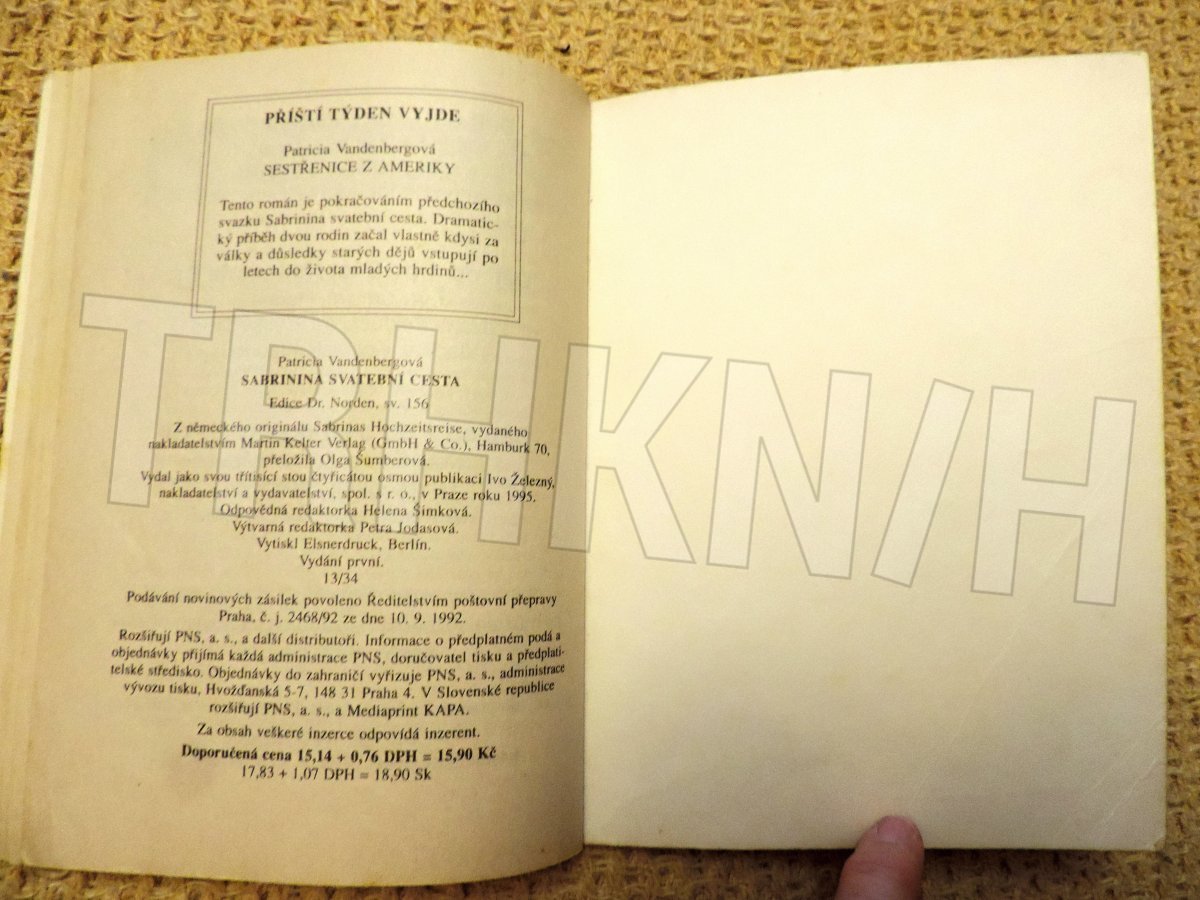 PŘÍŠTÍ TÝDEN VYJDE
Patricia Vandenbergová
SESTŘENICE Z AMERIKY
Tento román je pokračováním předchozího
svazku Sabrinina svatební cesta. Dramatic-
ký příběh dvou rodin začal vlastně kdysi za
války a důsledky starých dějů vstupují po
letech do života mladých hrdinů...
Patricia Vandenbergová
SABRININA SVATEBNÍ CESTA
Edice Dr. Norden, sv. 156
Z německého originálu Sabrinas Hochzeitsreise, vydaného
nakladatelstvím Martin Kelter Verlag (GmbH & Co.), Hamburk 70,
přeložila Olga Šumberová.
Vydal jako svou třítisící stou čtyřicátou osmou publikaci Ivo Železný,
nakladatelství a vydavatelství, spol. s r. o., v Praze roku 1995.
Odpovědná redaktorka Helena Šimková.
Výtvarná redaktorka Petra Jodasová.
Vytiskl Elsnerdruck, Berlín.
Vydání první.
13/34
Podávání novinových zásilek povoleno Ředitelstvím poštovní přepravy
Praha, č. j. 2468/92 ze dne 10. 9. 1992.
Rozšiřují PNS, a. s., a další distributoři. Informace o předplatném podá a
objednávky přijímá každá administrace PNS, doručovatel tisku a předplati-
telské středisko. Objednávky do zahraničí vyřizuje PNS, a. s., administrace
vývozu tisku, Hvožďanská 5-7, 148 31 Praha 4. V Slovenské republice
rozšiřují PNS, a. s., a Mediaprint KAPA.
Za obsah veškeré inzerce odpovídá inzerent.
Doporučená cena 15,14 + 0,76 DPH = 15,90 Kč
17,83 + 1,07 DPH = 18,90 Sk
TPHKN/H